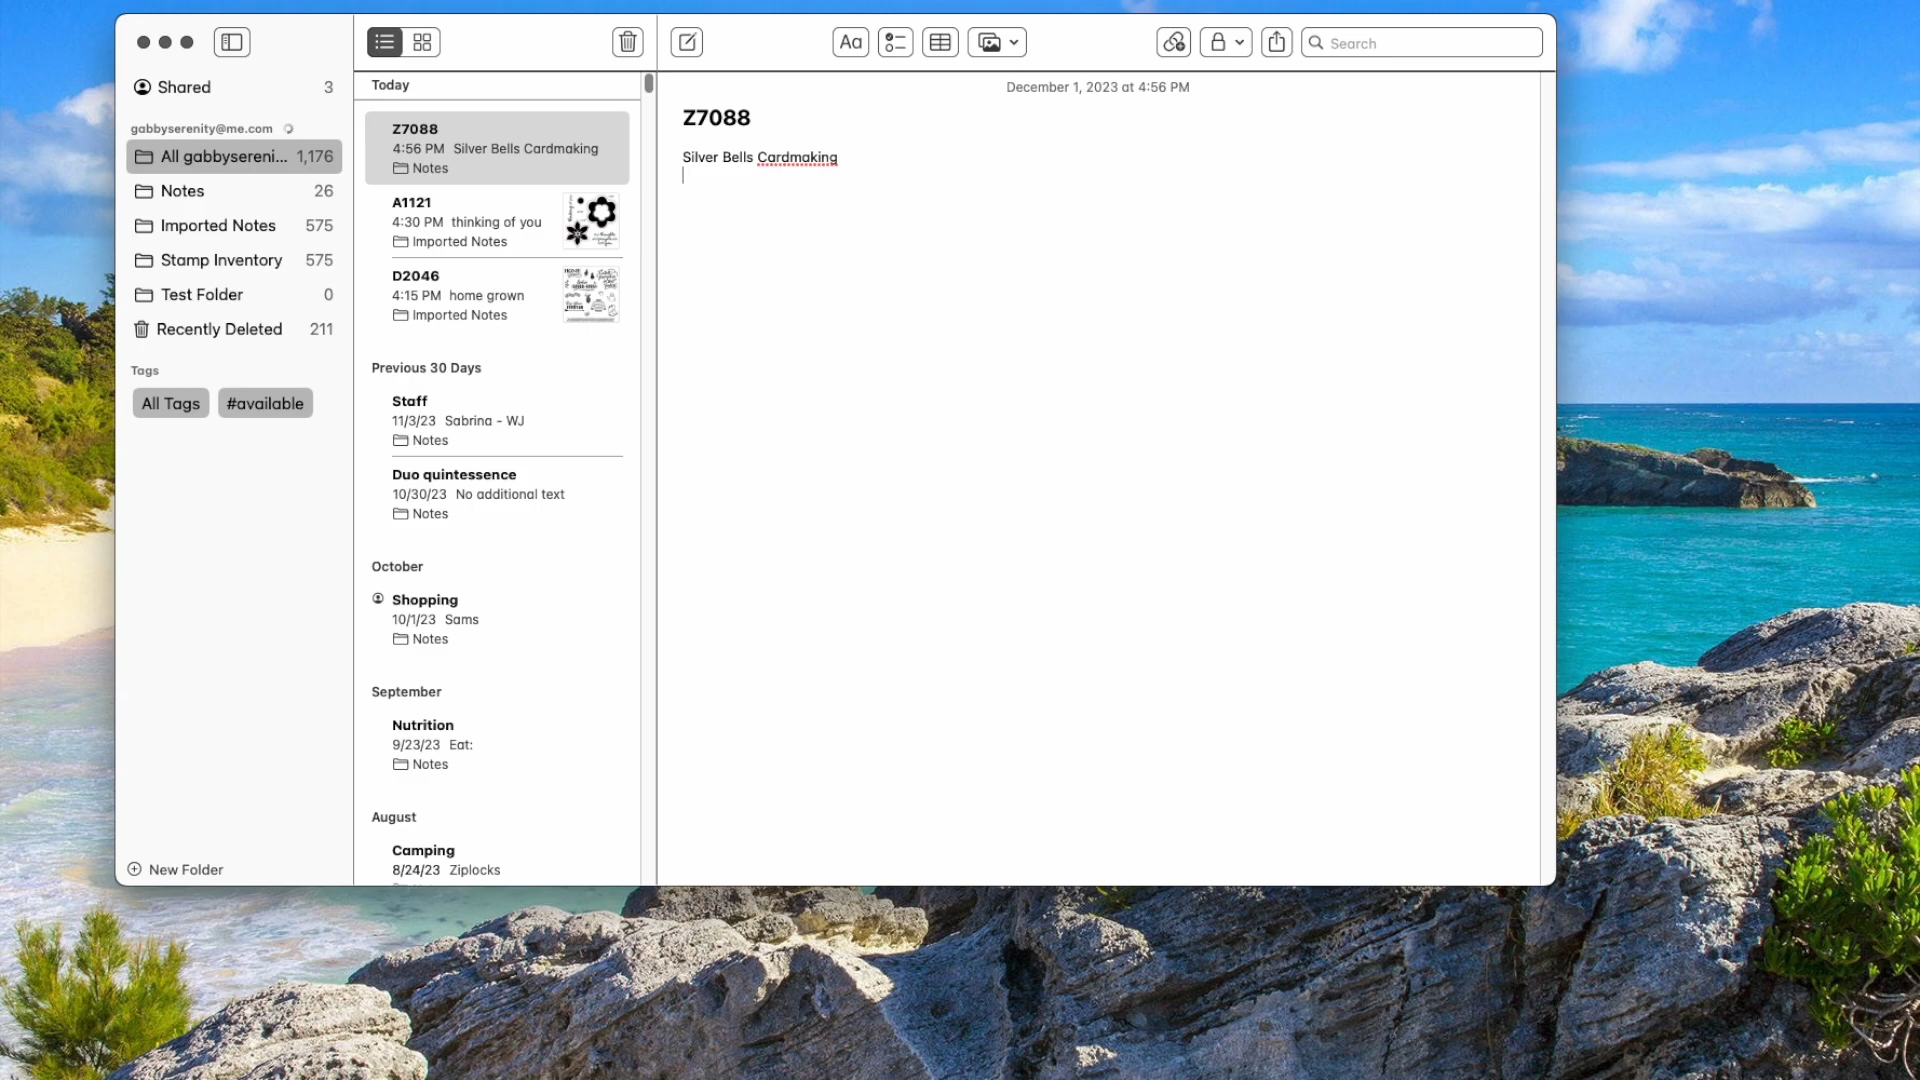 Shared 3
gabbyserenity@me.com
All gabbysereni... 1,176
Notes 26
Imported Notes 575
Stamp Inventory 575
Test Folder 0
Recently Deleted 211
Tags
All Tags #available
New Folder
Today
Z7088
4:56 PM Silver Bells Cardmaking
Notes
A1121
4:30 PM thinking of you
Imported Notes
D2046
4:15 PM home grown
Imported Notes
Previous 30 Days
Staff
11/3/23 Sabrina - WJ
Notes
Duo quintessence
10/30/23 No additional text
Notes
October
Shopping
10/1/23 Sams
Notes
September
Nutrition
9/23/23 Eat:
Notes
August
Camping
8/24/23 Ziplocks
Aa
Search
December 1, 2023 at 4:56 PM
Z7088
Silver Bells Cardmaking